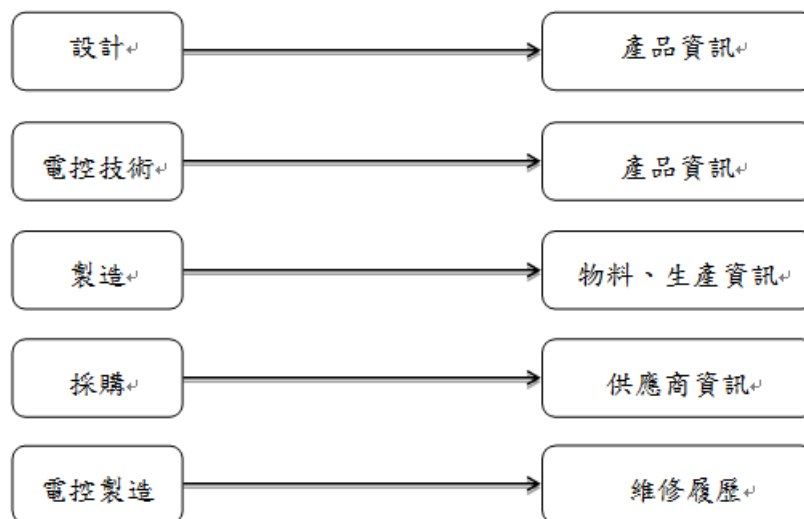 設計
產品資訊
電控技術
產品資訊
製造
物料、生產資訊
採購
供應商資訊
電控製造
維修履歷